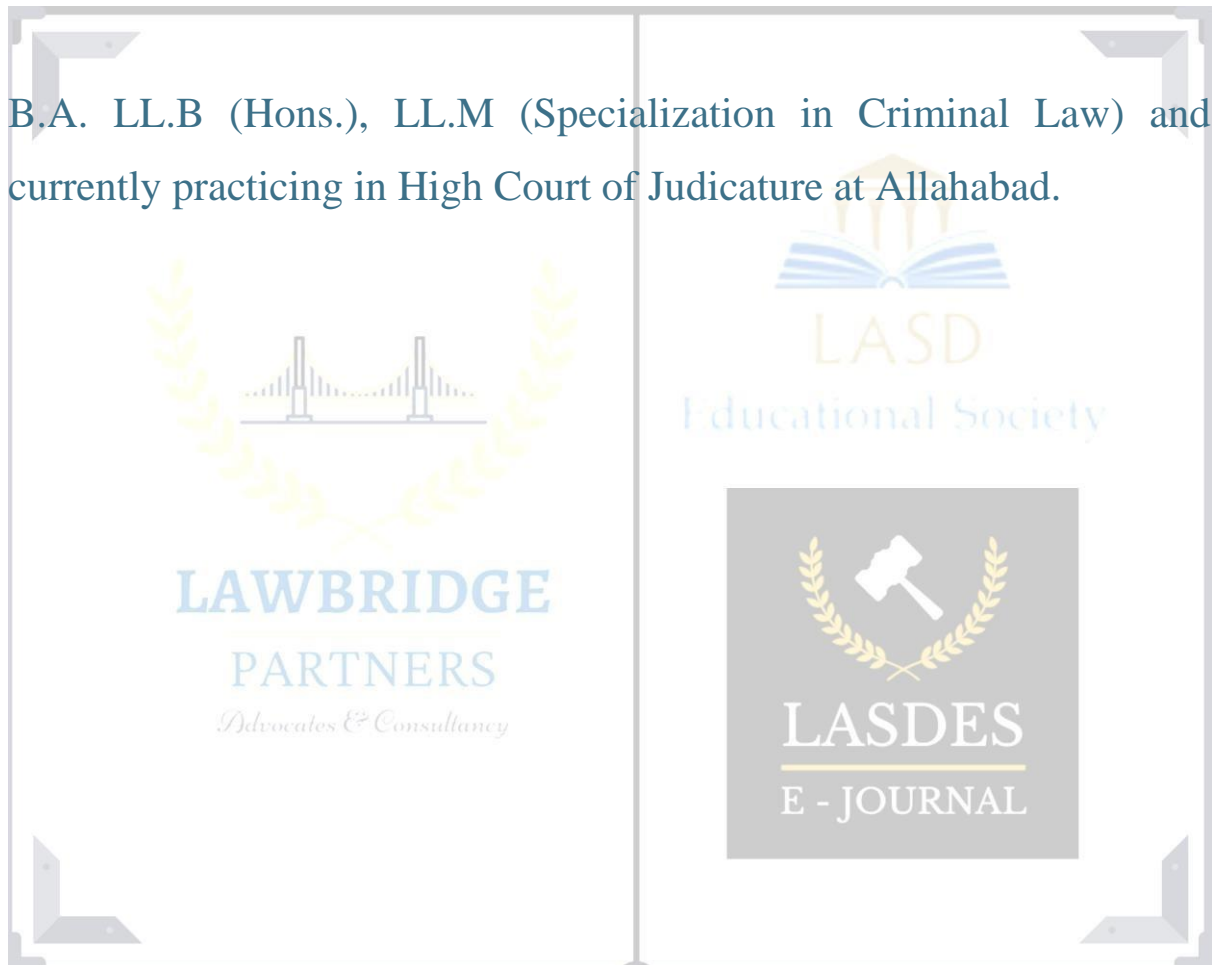 B.A. LL.B (Hons.), LL.M (Specialization in Criminal Law) and
currently practicing in High Court of Judicature at Allahabad.
LAWBRIDGE
PARTNERS
Advocates & Consultancy
LASD
Educational Society
LASDES
E - JOURNAL